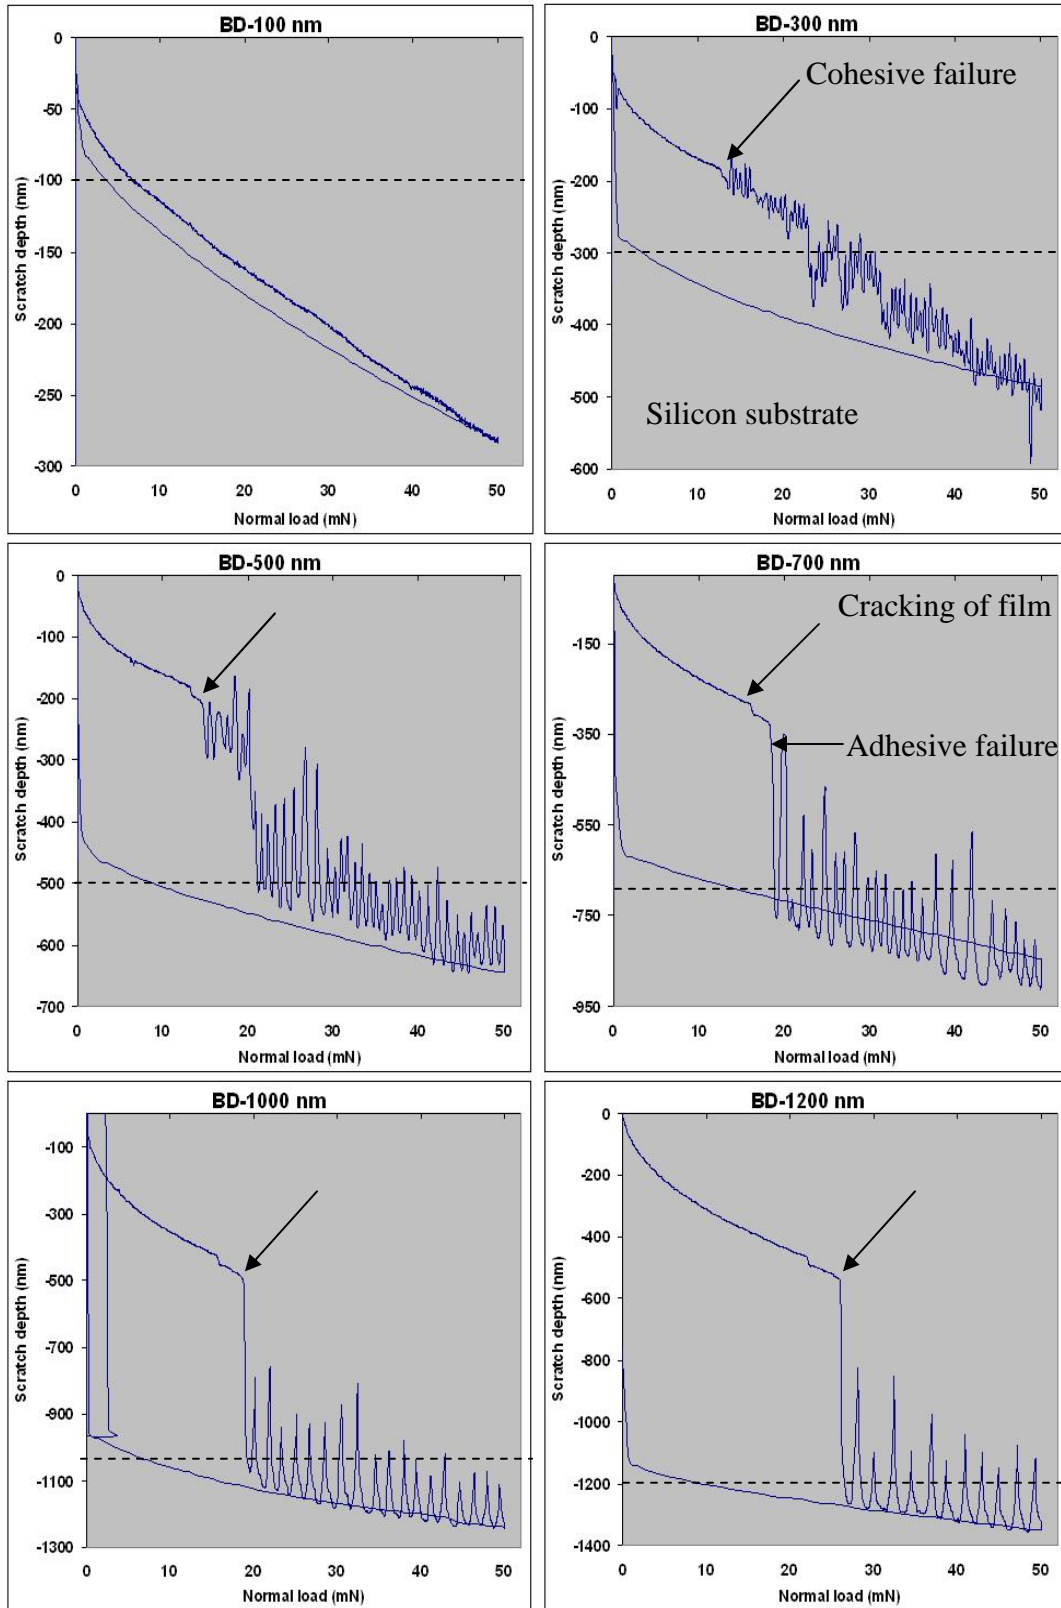 BD-100 nm
0
-50
-100
-150
-200
-250
-300
Scratch depth (nm)
0 10 20 30 40 50
Normal load (mN)
BD-300 nm
0
-100
-200
-300
-400
-500
-600
Scratch depth (nm)
Cohesive failure
Silicon substrate
0 10 20 30 40 50
Normal load (mN)
BD-500 nm
0
-100
-200
-300
-400
-500
-600
-700
Scratch depth (nm)
0 10 20 30 40 50
Normal load (mN)
BD-700 nm
-150
-350
-550
-750
-950
Scratch depth (nm)
Cracking of film
Adhesive failure
0 10 20 30 40 50
Normal load (mN)
BD-1000 nm
-100
-300
-500
-700
-900
-1100
-1300
Scratch depth (nm)
0 10 20 30 40 50
Normal load (mN)
BD-1200 nm
0
-200
-400
-600
-800
-1000
-1200
-1400
Scratch depth (nm)
0 10 20 30 40 50
Normal load (mN)